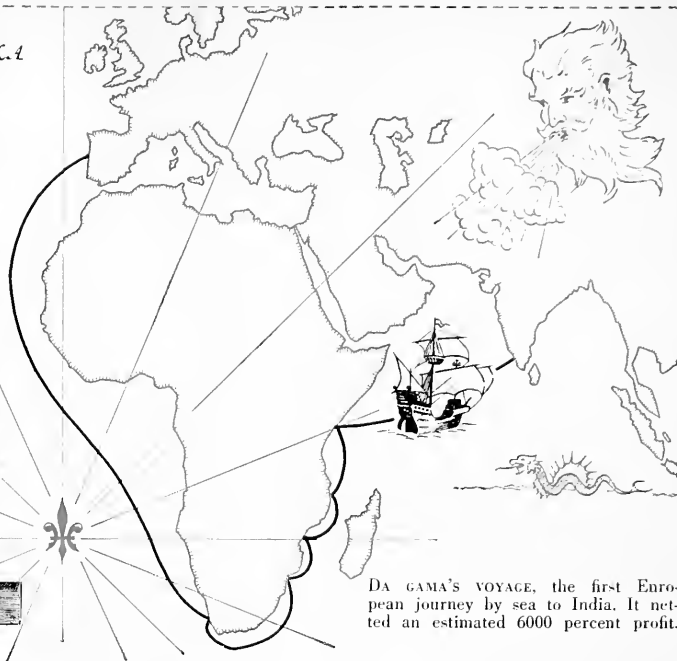 DA GAMA'S VOYAGE, the first Euro-
pean journey by sea to India. It net-
ted an estimated 6000 percent profit.